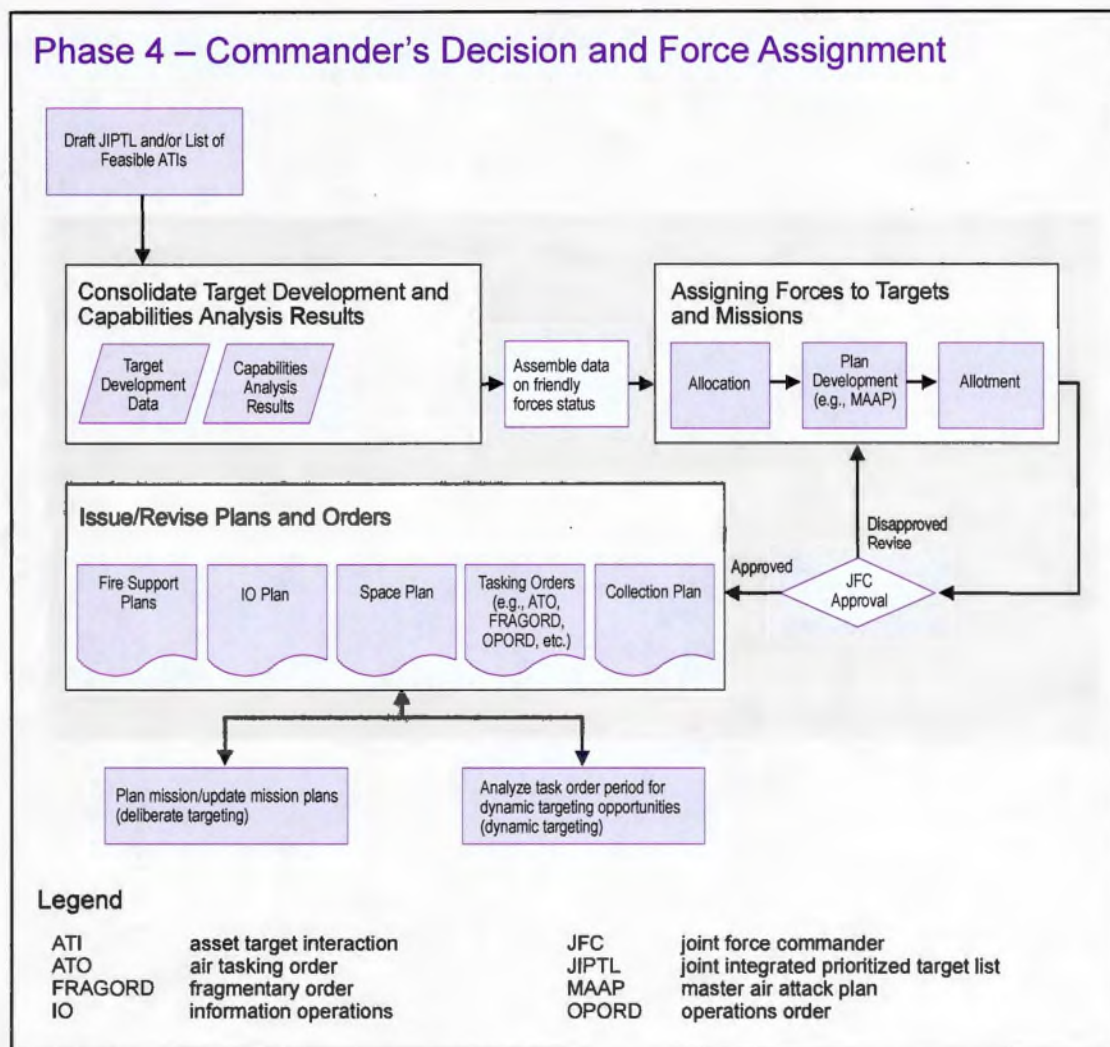 Phase 4 – Commander's Decision and Force Assignment
Draft JIPTL and/or List of
Feasible ATIs
Consolidate Target Development and
Capabilities Analysis Results
Target
Development
Data
Capabilities
Analysis
Results
Assemble data
on friendly
forces status
Assigning Forces to Targets
and Missions
Allocation
Plan
Development
(e.g., MAAP)
Allotment
Disapproved
Revise
JFC
Approval
Approved
Issue/Revise Plans and Orders
Fire Support
Plans
IO Plan
Space Plan
Tasking Orders
(e.g., ATO,
FRAGORD,
OPORD, etc.)
Collection Plan
Plan mission/update mission plans
(deliberate targeting)
Analyze task order period for
dynamic targeting opportunities
(dynamic targeting)
Legend
ATI asset target interaction
ATO air tasking order
FRAGORD fragmentary order
IO information operations
JFC joint force commander
JIPTL joint integrated prioritized target list
MAAP master air attack plan
OPORD operations order